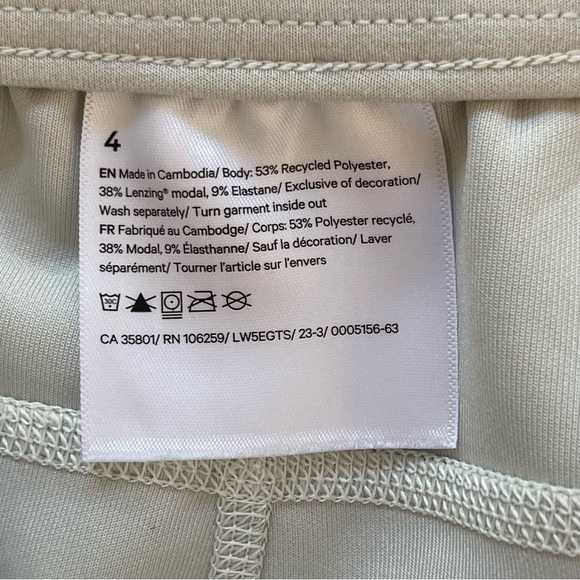 4
EN Made in Cambodia/ Body: 53% Recycled Polyester,
38% Lenzing® modal, 9% Elastane/ Exclusive of decoration/
Wash separately/ Turn garment inside out
FR Fabriqué au Cambodge/ Corps: 53% Polyester recyclé,
38% Modal, 9% Élasthanne/ Sauf la décoration/ Laver
séparément/ Tourner l'article sur l'envers
30C
CA 35801/ RN 106259/ LW5EGTS/ 23-3/ 0005156-63